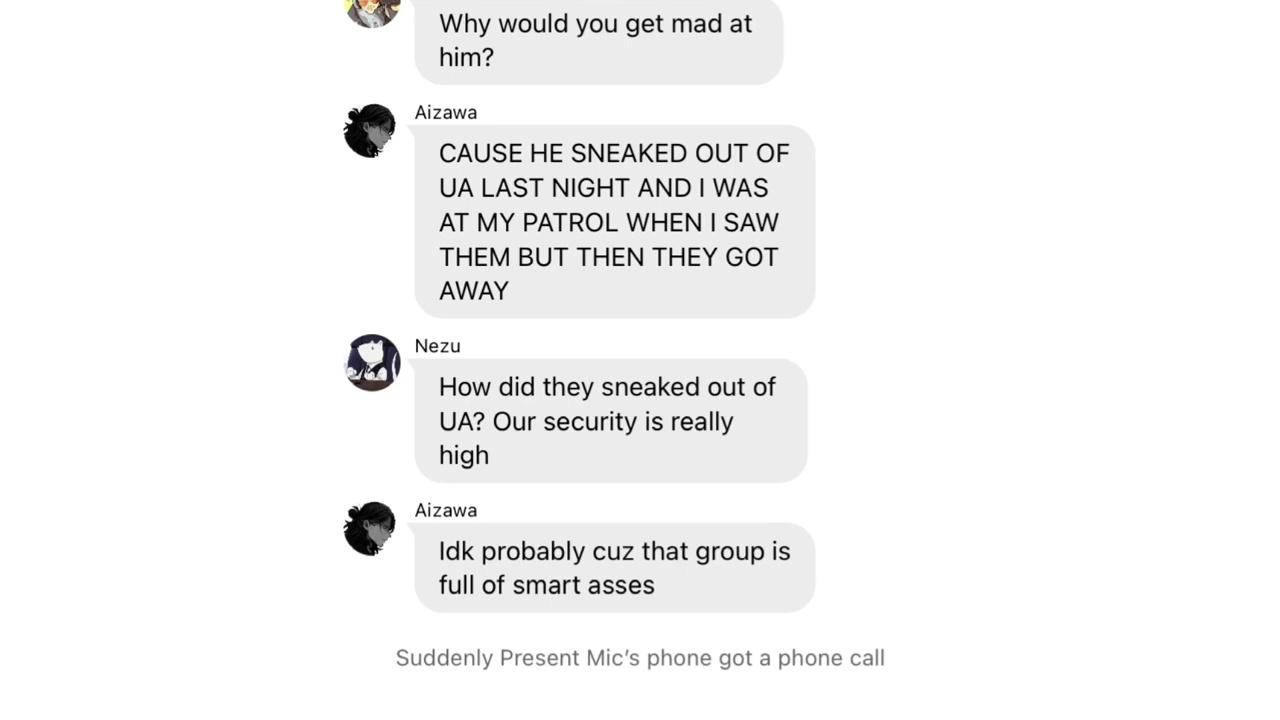 Why would you get mad at
him?
Aizawa
CAUSE HE SNEAKED OUT OF
UA LAST NIGHT AND I WAS
AT MY PATROL WHEN I SAW
THEM BUT THEN THEY GOT
AWAY
Nezu
How did they sneaked out of
UA? Our security is really
high
Aizawa
Idk probably cuz that group is
full of smart asses
Suddenly Present Mic’s phone got a phone call